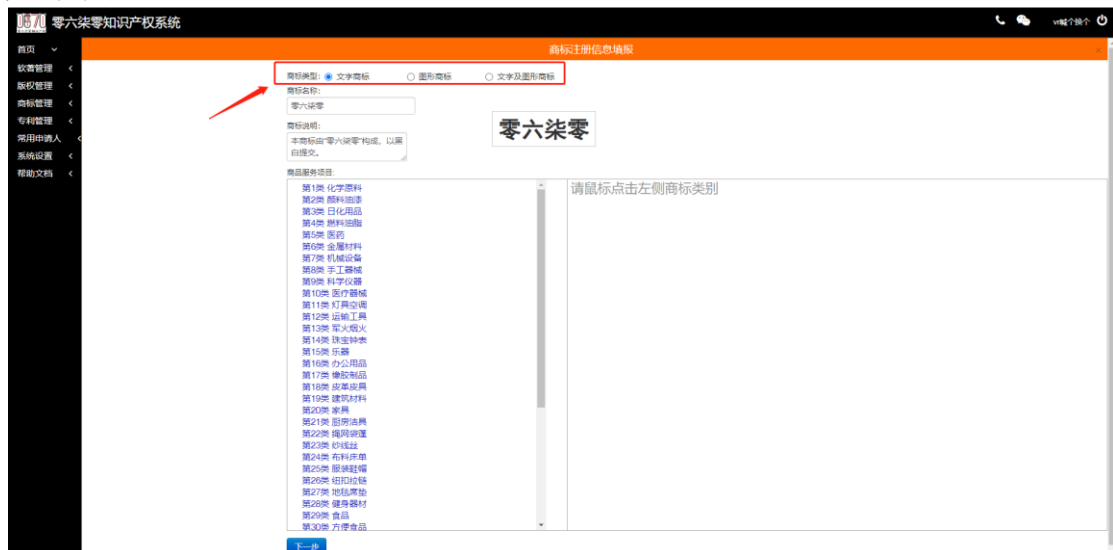 零六柒零知识产权系统
首页
软著管理
版权管理
商标管理
专利管理
常用申请人
系统设置
帮助文档
商标注册信息填报
商标类型: 文字商标 图形商标 文字及图形商标
商标名称:
零六柒零
商标说明:
本商标由“零六柒零”构成，以黑
白提交。
零六柒零
商品服务项目:
第1类 化学原料
第2类 颜料油漆
第3类 日化用品
第4类 燃料油脂
第5类 医药
第6类 金属材料
第7类 机械设备
第8类 手工器械
第9类 科学仪器
第10类 医疗器械
第11类 灯具空调
第12类 运输工具
第13类 军火烟火
第14类 珠宝钟表
第15类 乐器
第16类 办公用品
第17类 橡胶制品
第18类 皮革皮具
第19类 建筑材料
第20类 家具
第21类 厨房洁具
第22类 绳网袋篷
第23类 纱线丝
第24类 布料床单
第25类 服装鞋帽
第26类 纽扣拉链
第27类 地毯席垫
第28类 健身器材
第29类 食品
第30类 方便食品
请鼠标点击左侧商标类别
下一步